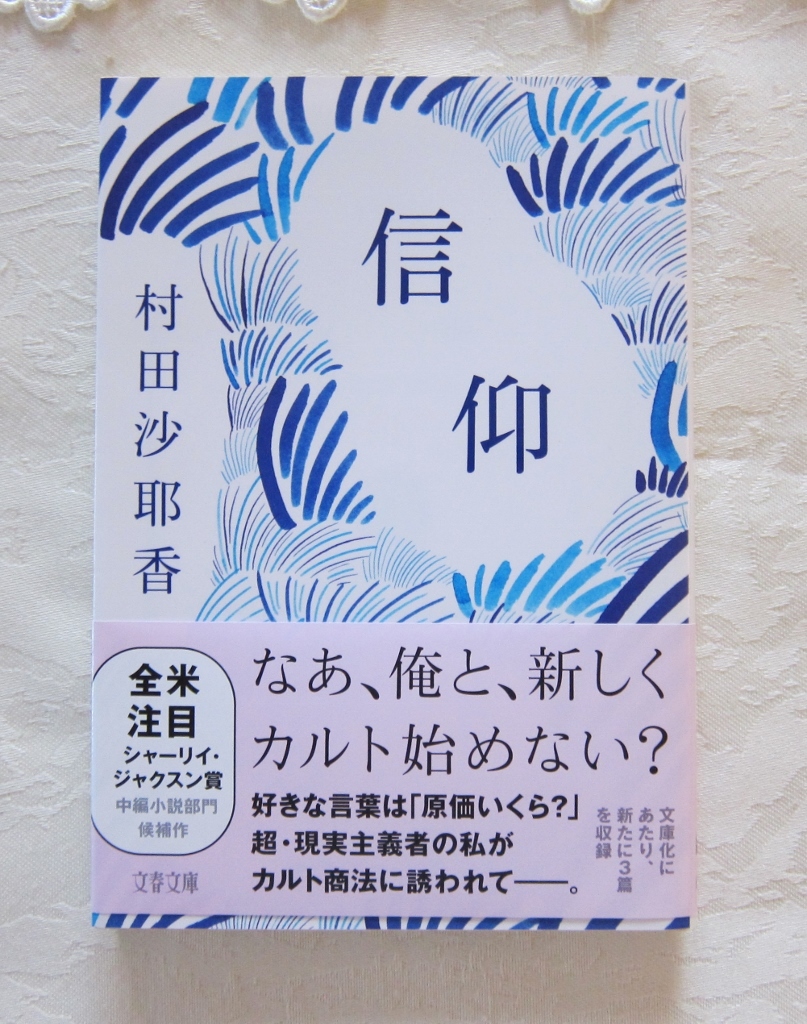 信仰
村田沙耶香
なあ、俺と、新しく
カルト始めない?
全米
注目
シャーリイ・
ジャクスン賞
中編小説部門
候補作
好きな言葉は「原価いくら?」
超・現実主義者の私が
カルト商法に誘われて――。
文庫化に
あたり、
新たに3篇
を収録
文春文庫